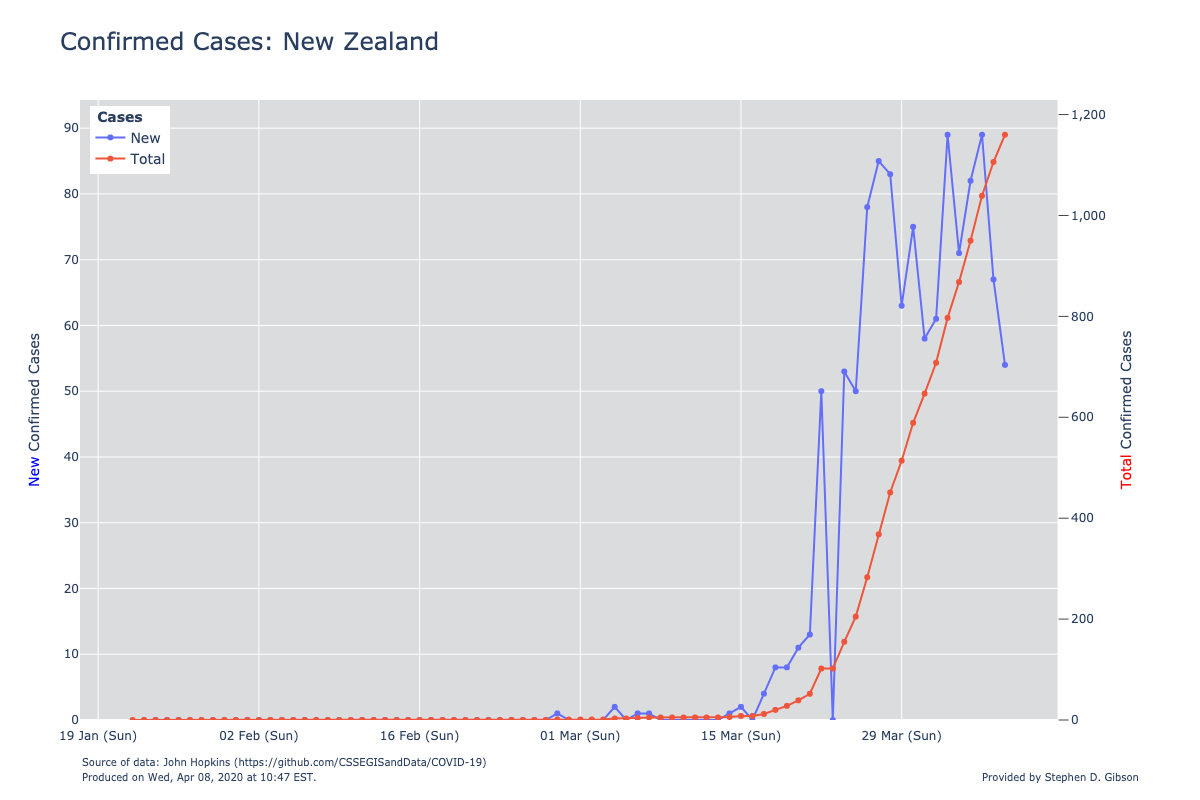 Confirmed Cases: New Zealand
Cases
New
Total
90
80
70
60
50
40
30
20
10
0
New Confirmed Cases
1,200
1,000
800
600
400
200
0
Total Confirmed Cases
19 Jan (Sun)
02 Feb (Sun)
16 Feb (Sun)
01 Mar (Sun)
15 Mar (Sun)
29 Mar (Sun)
Source of data: John Hopkins (https://github.com/CSSEGISandData/COVID-19)
Produced on Wed, Apr 08, 2020 at 10:47 EST.
Provided by Stephen D. Gibson